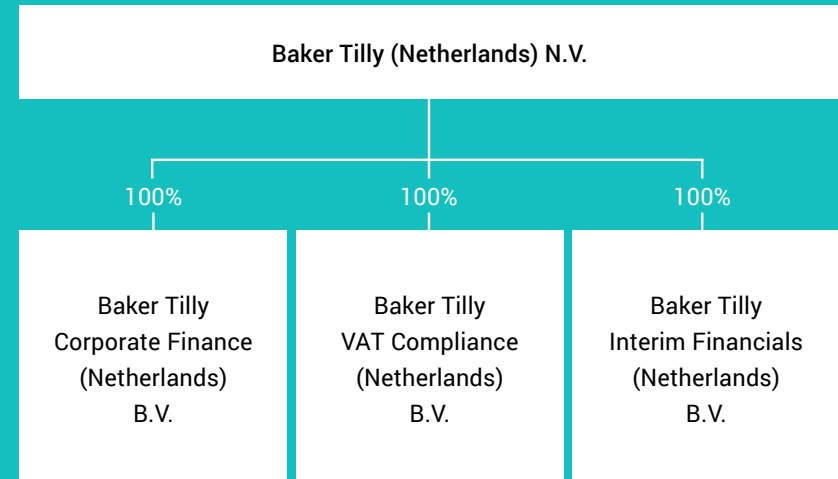 Baker Tilly (Netherlands) N.V.
100%
100%
100%
Baker Tilly
Corporate Finance
(Netherlands)
B.V.
Baker Tilly
VAT Compliance
(Netherlands)
B.V.
Baker Tilly
Interim Financials
(Netherlands)
B.V.